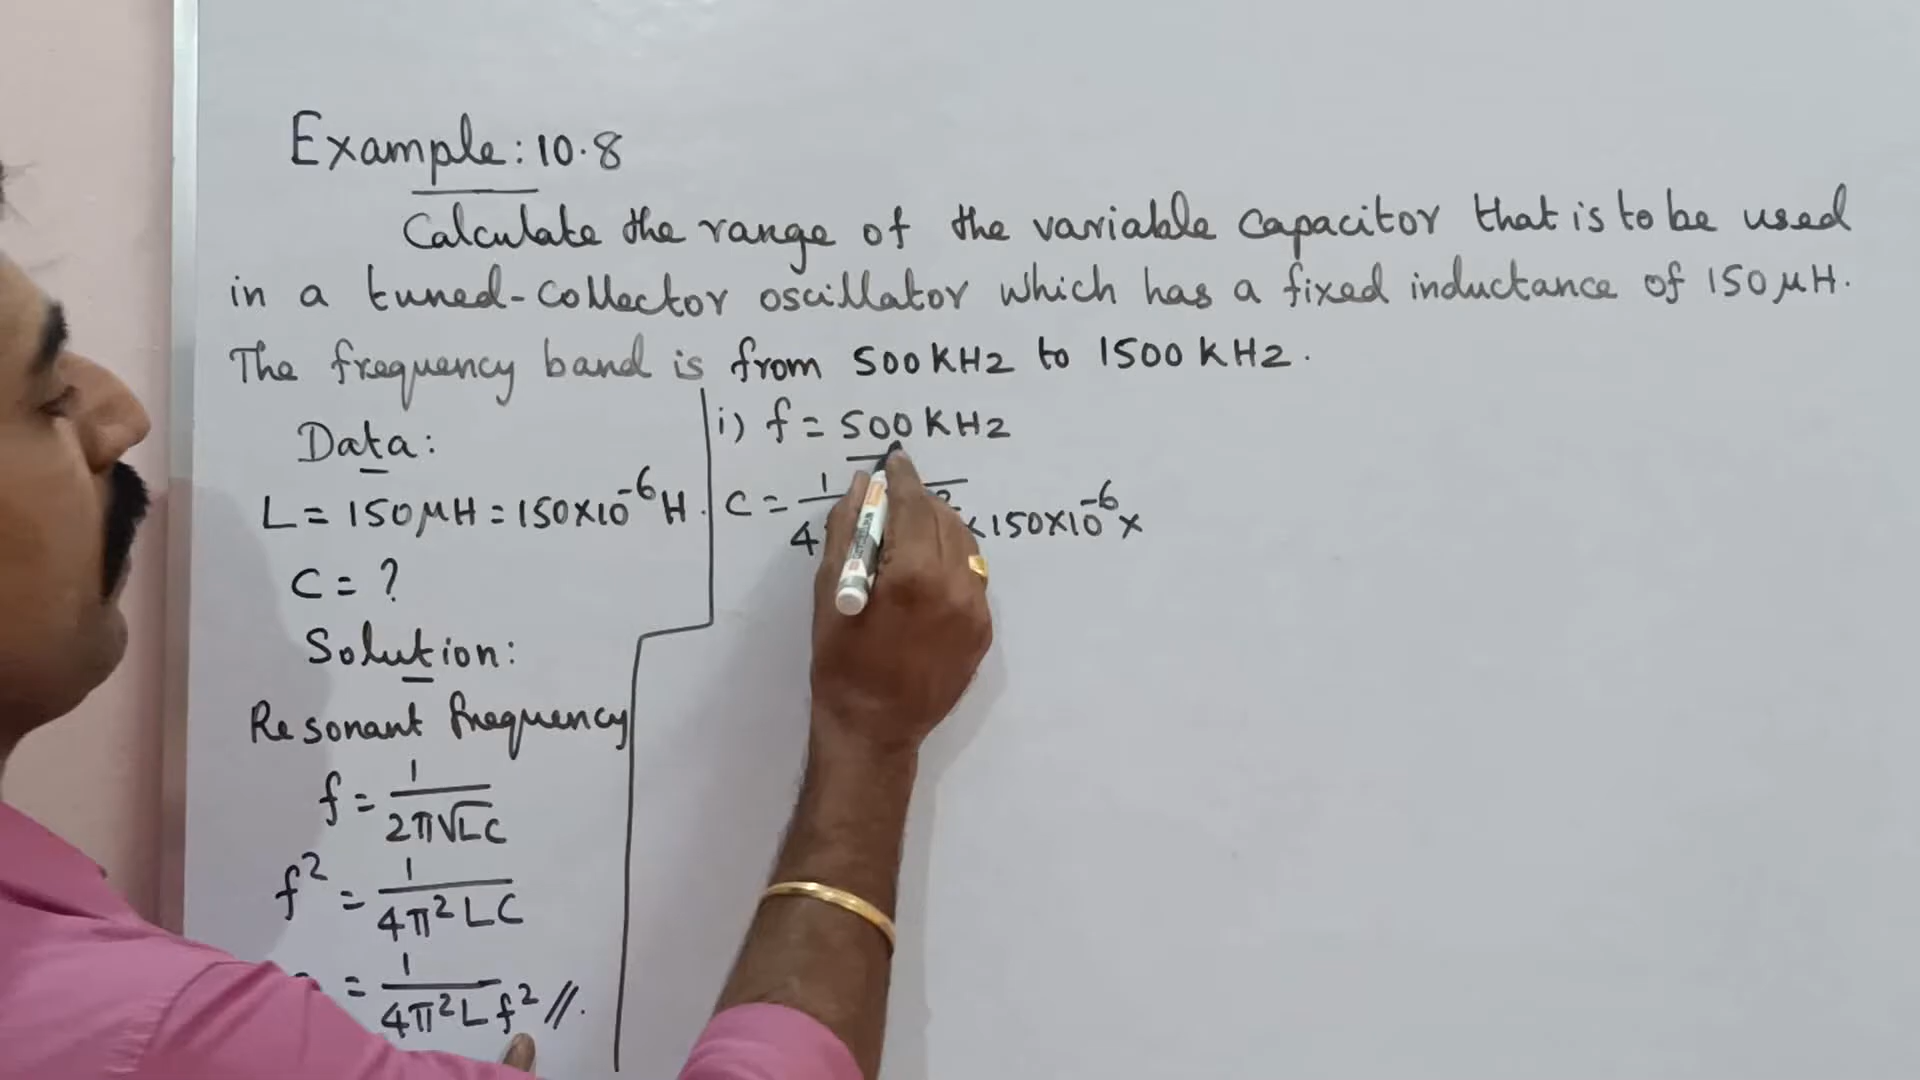 Example: 10.8
Calculate the range of the variable capacitor that is to be used
in a tuned-collector oscillator which has a fixed inductance of 150 μH.
The frequency band is from 500 KHz to 1500 KHz.
Data:
L = 150 μH = 150×10⁻⁶ H.
C = ?
Solution:
Resonant frequency
f = 1
2π√LC
f² = 1
4π²LC
= 1
4π²Lf² //.
i) f = 500 KHz
C = 1
4 ×150×10⁻⁶×